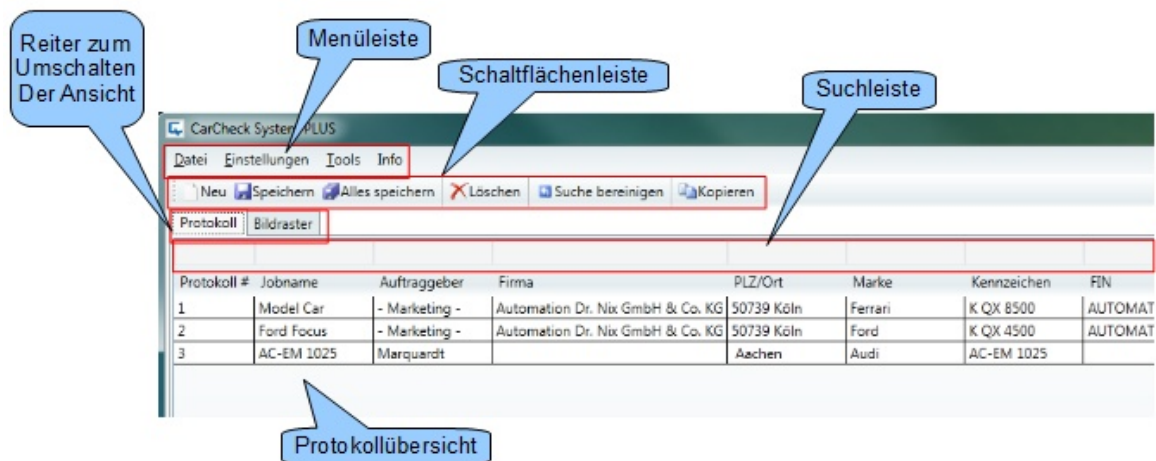 Reiter zum
Umschalten
Der Ansicht
Menüleiste
Schaltflächenleiste
Suchleiste
CarCheck System PLUS
Datei Einstellungen Tools Info
Neu Speichern Alles speichern Löschen Suche bereinigen Kopieren
Protokoll Bildraster
Protokoll # Jobname Auftraggeber Firma PLZ/Ort Marke Kennzeichen FIN
1 Model Car - Marketing - Automation Dr. Nix GmbH & Co. KG 50739 Köln Ferrari K QX 8500 AUTOMAT
2 Ford Focus - Marketing - Automation Dr. Nix GmbH & Co. KG 50739 Köln Ford K QX 4500 AUTOMAT
3 AC-EM 1025 Marquardt Aachen Audi AC-EM 1025
Protokollübersicht